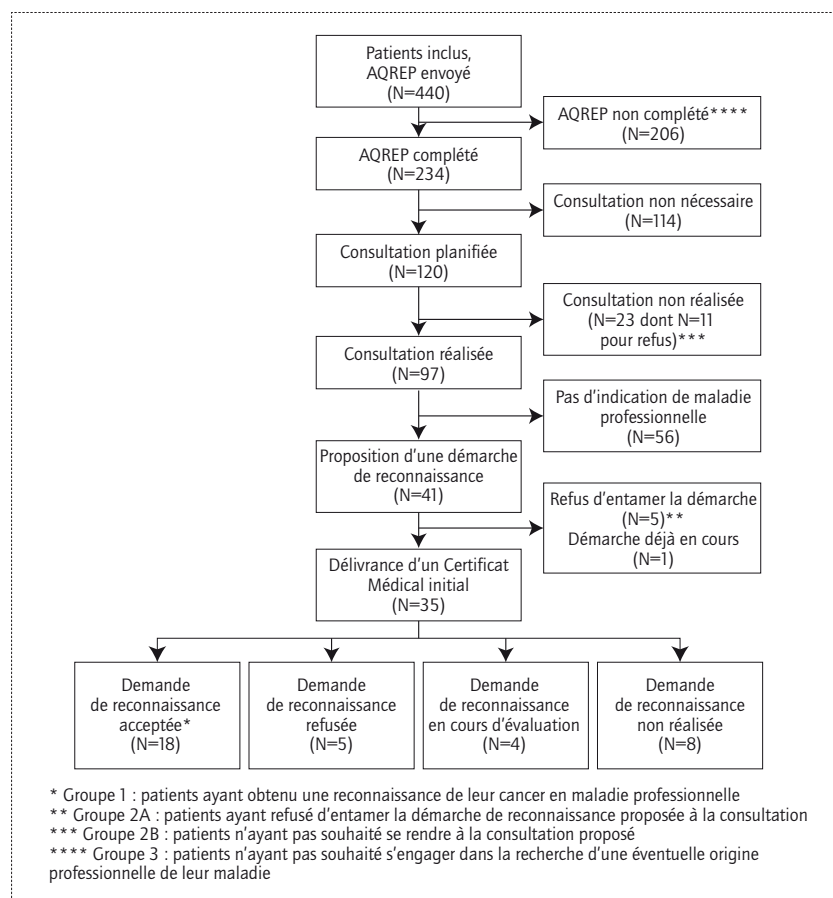 Patients inclus,
AQREP envoyé
(N=440)
AQREP non complété****
(N=206)
AQREP complété
(N=234)
Consultation non nécessaire
(N=114)
Consultation planifiée
(N=120)
Consultation non réalisée
(N=23 dont N=11
pour refus)***
Consultation réalisée
(N=97)
Pas d'indication de maladie
professionnelle
(N=56)
Proposition d'une démarche
de reconnaissance
(N=41)
Refus d'entamer la démarche
(N=5)**
Démarche déjà en cours
(N=1)
Délivrance d'un Certificat
Médical initial
(N=35)
Demande
de reconnaissance
acceptée*
(N=18)
Demande
de reconnaissance
refusée
(N=5)
Demande
de reconnaissance
en cours d'évaluation
(N=4)
Demande
de reconnaissance
non réalisée
(N=8)
* Groupe 1 : patients ayant obtenu une reconnaissance de leur cancer en maladie professionnelle
** Groupe 2A : patients ayant refusé d'entamer la démarche de reconnaissance proposée à la consultation
*** Groupe 2B : patients n'ayant pas souhaité se rendre à la consultation proposé
**** Groupe 3 : patients n'ayant pas souhaité s'engager dans la recherche d'une éventuelle origine
professionnelle de leur maladie